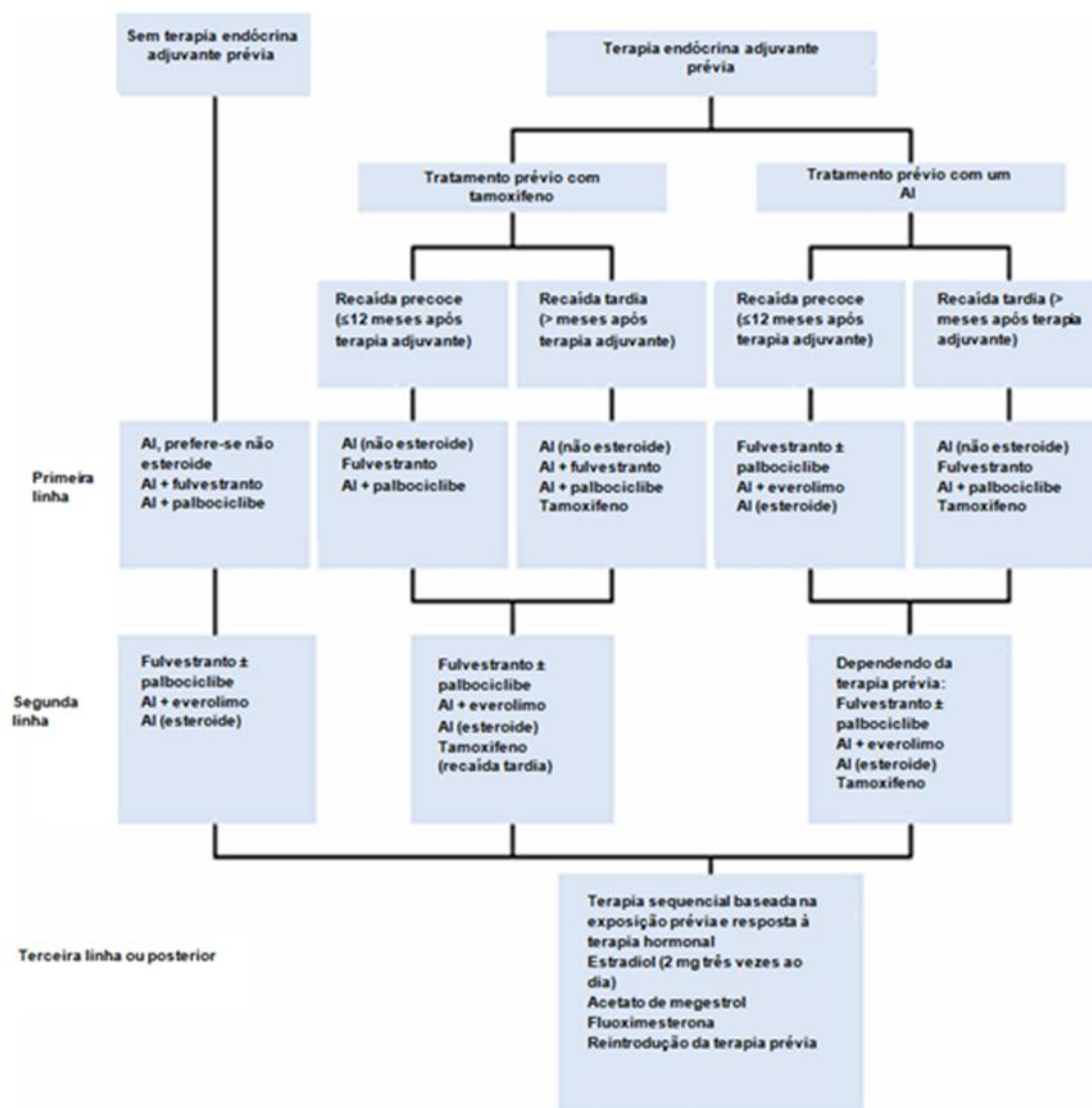 Sem terapia endócrina
adjuvante prévia
Terapia endócrina adjuvante
prévia
Tratamento prévio com
tamoxifeno
Tratamento prévio com um
AI
Recaída precoce
(≤12 meses após
terapia adjuvante)
Recaída tardia
(> meses após
terapia adjuvante)
Recaída precoce
(≤12 meses após
terapia adjuvante)
Recaída tardia (>
meses após terapia
adjuvante)
Primeira
linha
AI, prefere-se não
esteroide
AI + fulvestranto
AI + palbociclibe
AI (não esteroide)
Fulvestranto
AI + palbociclibe
AI (não esteroide)
AI + fulvestranto
AI + palbociclibe
Tamoxifeno
Fulvestranto ±
palbociclibe
AI + everolimo
AI (esteroide)
AI (não esteroide)
Fulvestranto
AI + palbociclibe
Tamoxifeno
Segunda
linha
Fulvestranto ±
palbociclibe
AI + everolimo
AI (esteroide)
Fulvestranto ±
palbociclibe
AI + everolimo
AI (esteroide)
Tamoxifeno
(recaída tardia)
Dependendo da
terapia prévia:
Fulvestranto ±
palbociclibe
AI + everolimo
AI (esteroide)
Tamoxifeno
Terceira linha ou posterior
Terapia sequencial baseada na
exposição prévia e resposta à
terapia hormonal
Estradiol (2 mg três vezes ao
dia)
Acetato de megestrol
Fluoximesterona
Reintrodução da terapia prévia